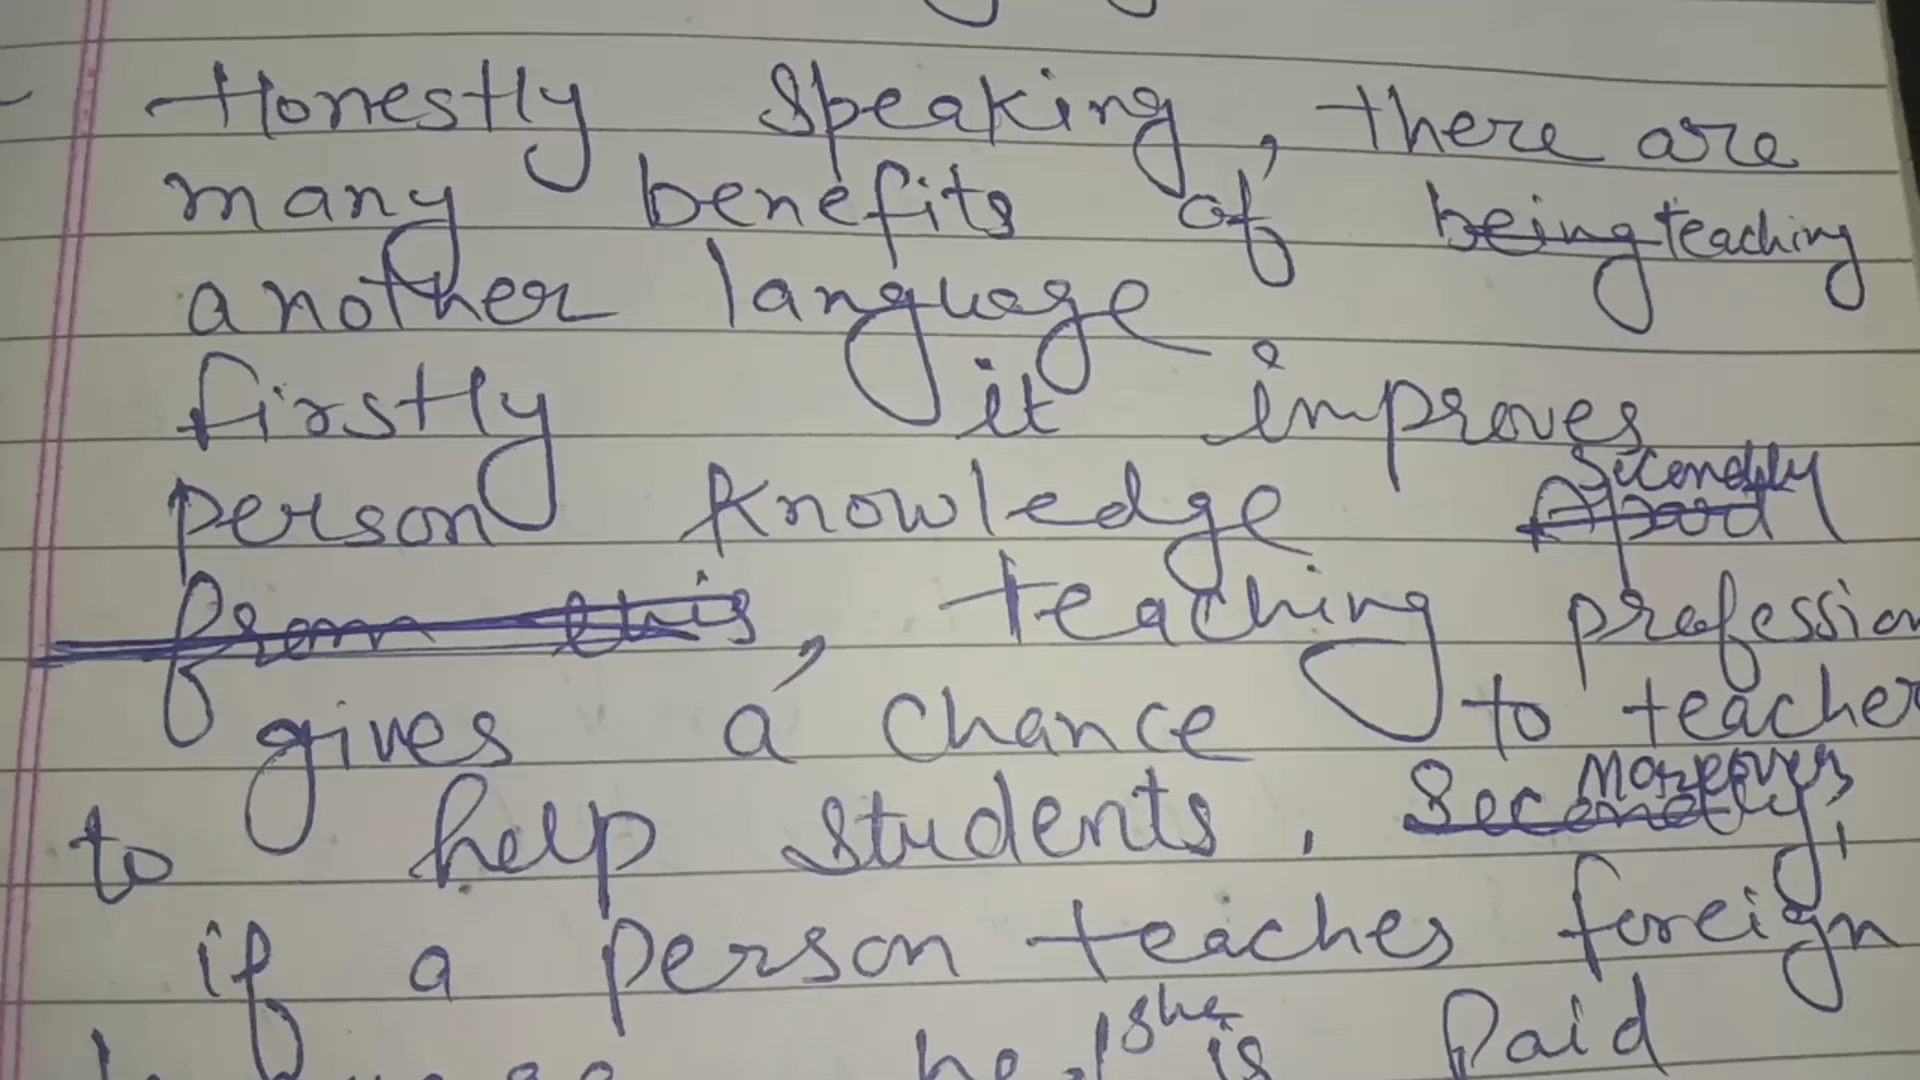 Honestly speaking, there are
many benefits of being teaching
another language
firstly it improves
person knowledge Apart Secondly
from this, teaching profession
gives a chance to teacher
to help students. Secondly Moreover,
if a person teaches foreign
language he/she is paid